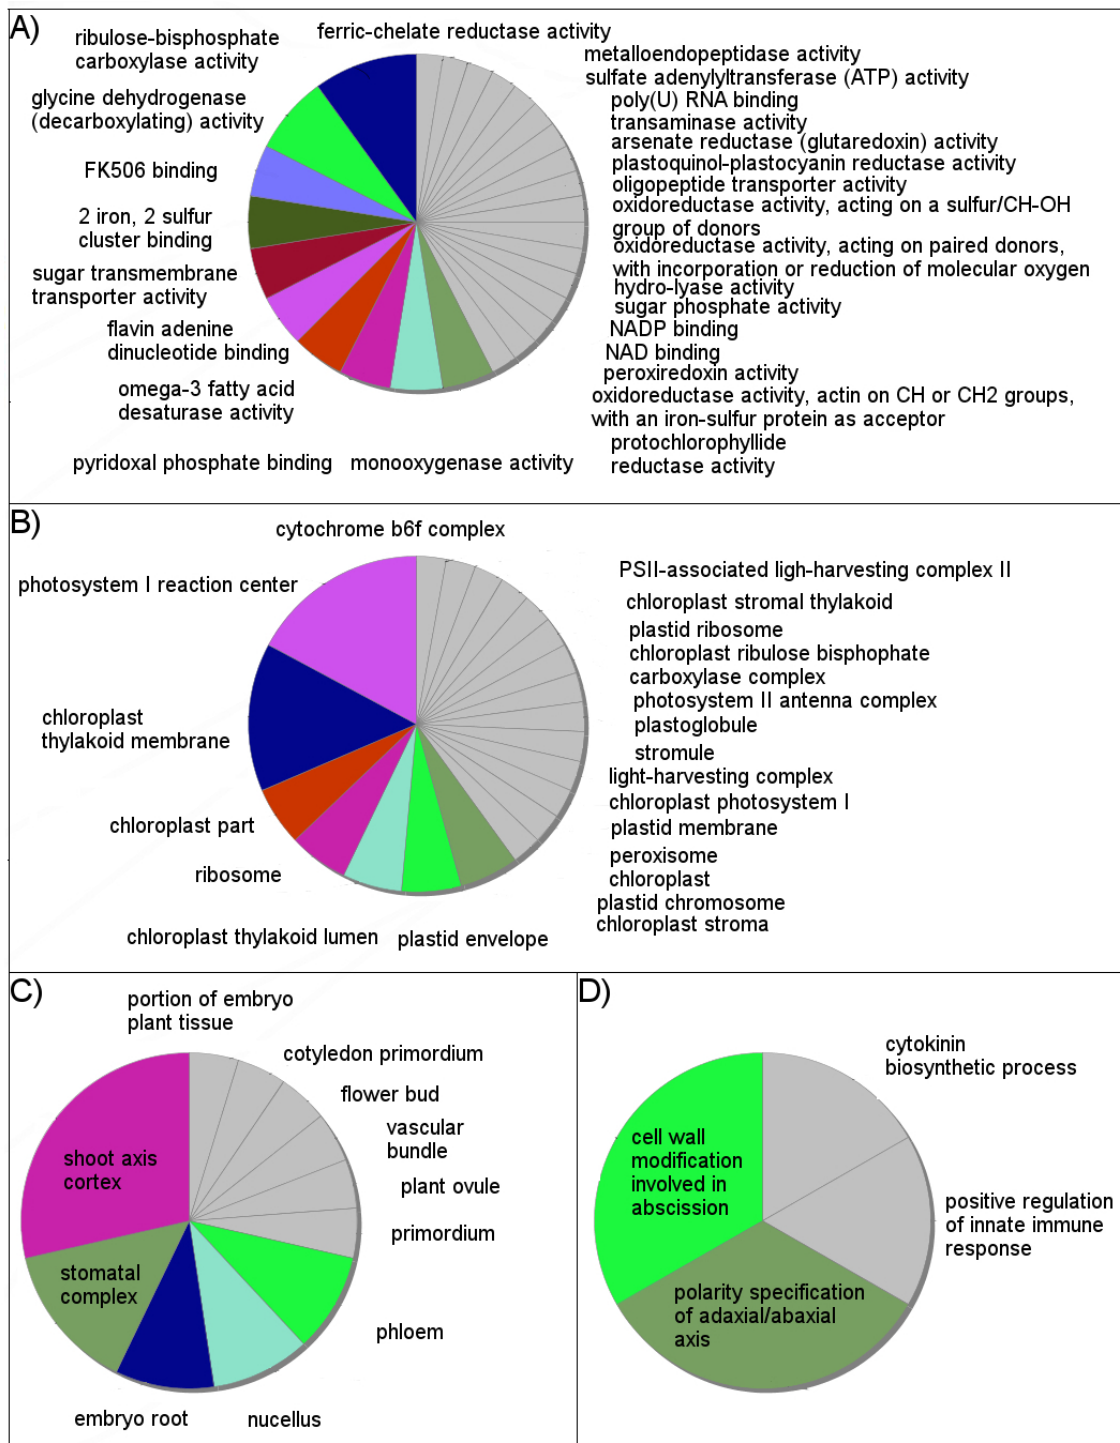 A)
ribulose-bisphosphate
carboxylase activity
ferric-chelate reductase activity
glycine dehydrogenase
(decarboxylating) activity
FK506 binding
2 iron, 2 sulfur
cluster binding
sugar transmembrane
transporter activity
flavin adenine
dinucleotide binding
omega-3 fatty acid
desaturase activity
pyridoxal phosphate binding
monooxygenase activity
metalloendopeptidase activity
sulfate adenylyltransferase (ATP) activity
poly(U) RNA binding
transaminase activity
arsenate reductase (glutaredoxin) activity
plastoquinol-plastocyanin reductase activity
oligopeptide transporter activity
oxidoreductase activity, acting on a sulfur/CH-OH
group of donors
oxidoreductase activity, acting on paired donors,
with incorporation or reduction of molecular oxygen
hydro-lyase activity
sugar phosphate activity
NADP binding
NAD binding
peroxiredoxin activity
oxidoreductase activity, actin on CH or CH2 groups,
with an iron-sulfur protein as acceptor
protochlorophyllide
reductase activity
B)
cytochrome b6f complex
photosystem I reaction center
chloroplast
thylakoid membrane
chloroplast part
ribosome
chloroplast thylakoid lumen
plastid envelope
PSII-associated ligh-harvesting complex II
chloroplast stromal thylakoid
plastid ribosome
chloroplast ribulose bisphophate
carboxylase complex
photosystem II antenna complex
plastoglobule
stromule
light-harvesting complex
chloroplast photosystem I
plastid membrane
peroxisome
chloroplast
plastid chromosome
chloroplast stroma
C)
portion of embryo
plant tissue
cotyledon primordium
flower bud
vascular
bundle
plant ovule
primordium
phloem
nucellus
embryo root
stomatal
complex
shoot axis
cortex
D)
cytokinin
biosynthetic process
cell wall
modification
involved in
abscission
positive regulation
of innate immune
response
polarity specification
of adaxial/abaxial
axis